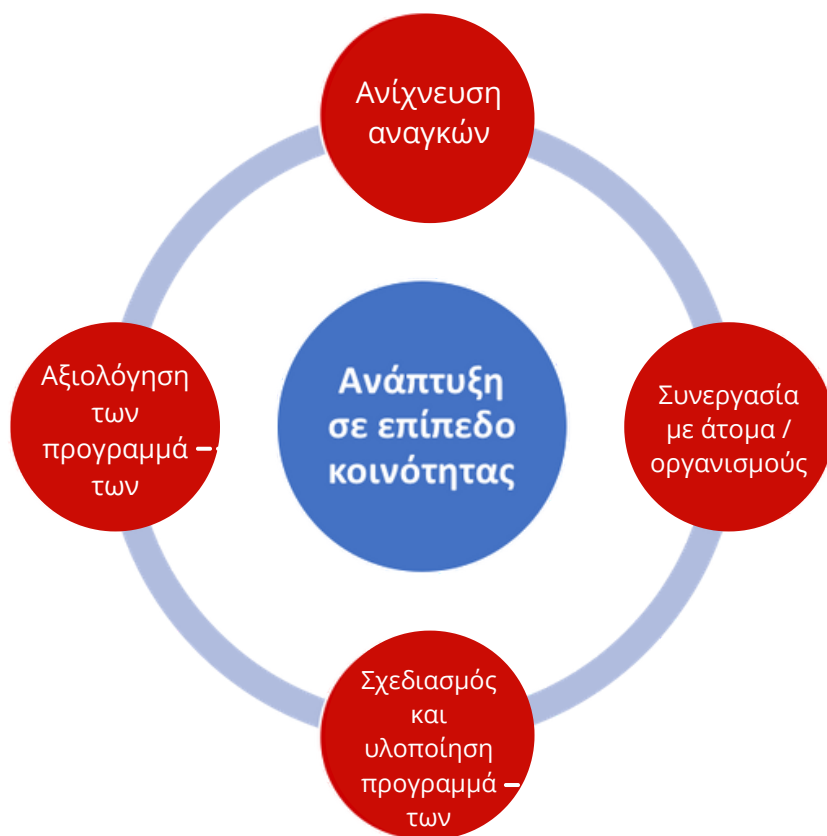 Ανίχνευση
αναγκών
Ανάπτυξη
σε επίπεδο
κοινότητας
Συνεργασία
με άτομα /
οργανισμούς
Σχεδιασμός
και
υλοποίηση
προγραμμά –
των
Αξιολόγηση
των
προγραμμά –
των